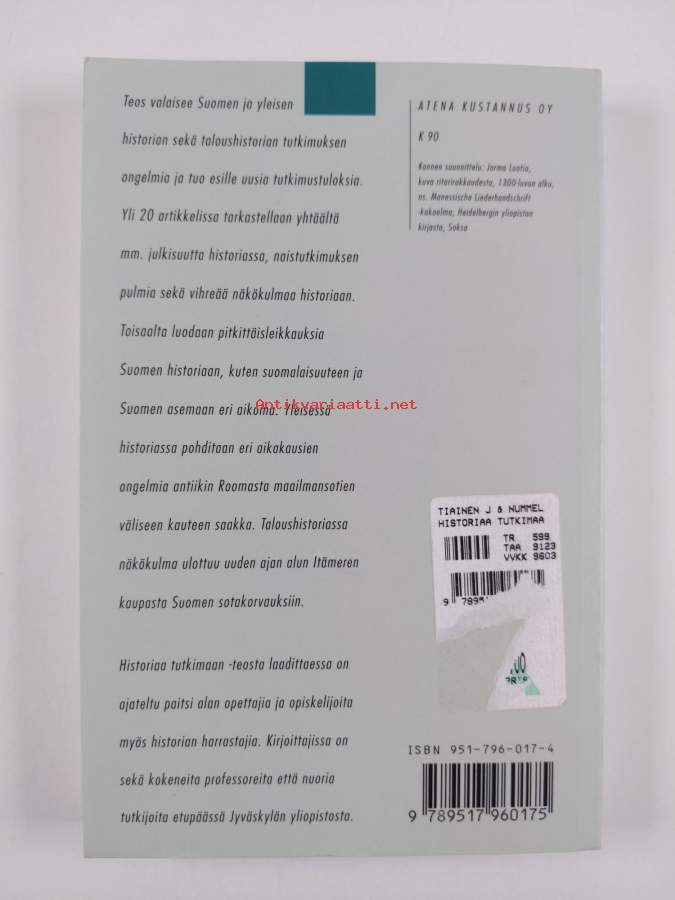 Teos valaisee Suomen ja yleisen
historian sekä taloushistorian tutkimuksen
ongelmia ja tuo esille uusia tutkimustuloksia.
Yli 20 artikkelissa tarkastellaan yhtäältä
mm. julkisuutta historiassa, naistutkimuksen
pulmia sekä vihreää näkökulmaa historiaan.
Toisaalta luodaan pitkittäisleikkauksia
Suomen historiaan, kuten suomalaisuuteen ja
Suomen asemaan eri aikoina. Yleisessä
historiassa pohditaan eri aikakausien
ongelmia antiikin Roomasta maailmansotien
väliseen kauteen saakka. Taloushistoriassa
näkökulma ulottuu uuden ajan alun Itämeren
kaupasta Suomen sotakorvauksiin.
Historiaa tutkimaan -teosta laadittaessa on
ajateltu paitsi alan opettajia ja opiskelijoita
myös historian harrastajia. Kirjoittajissa on
sekä kokeneita professoreita että nuoria
tutkijoita etupäässä Jyväskylän yliopistosta.
ATENA KUSTANNUS OY
K 90
Kannen suunnittelu: Jarmo Luotio,
kuva ritarirakkaudesta, 1300-luvun alku,
ns. Manessische Liederhandschrift
-kokoelma, Heidelbergin yliopiston
kirjasto, Saksa
Antikvariaatti.net
TIAINEN J & NUMMEL
HISTORIAA TUTKIMAA
TR 599
TAA 9123
VYKK 9603
9 78951
ISBN 951-796-017-4
9 789517 960175